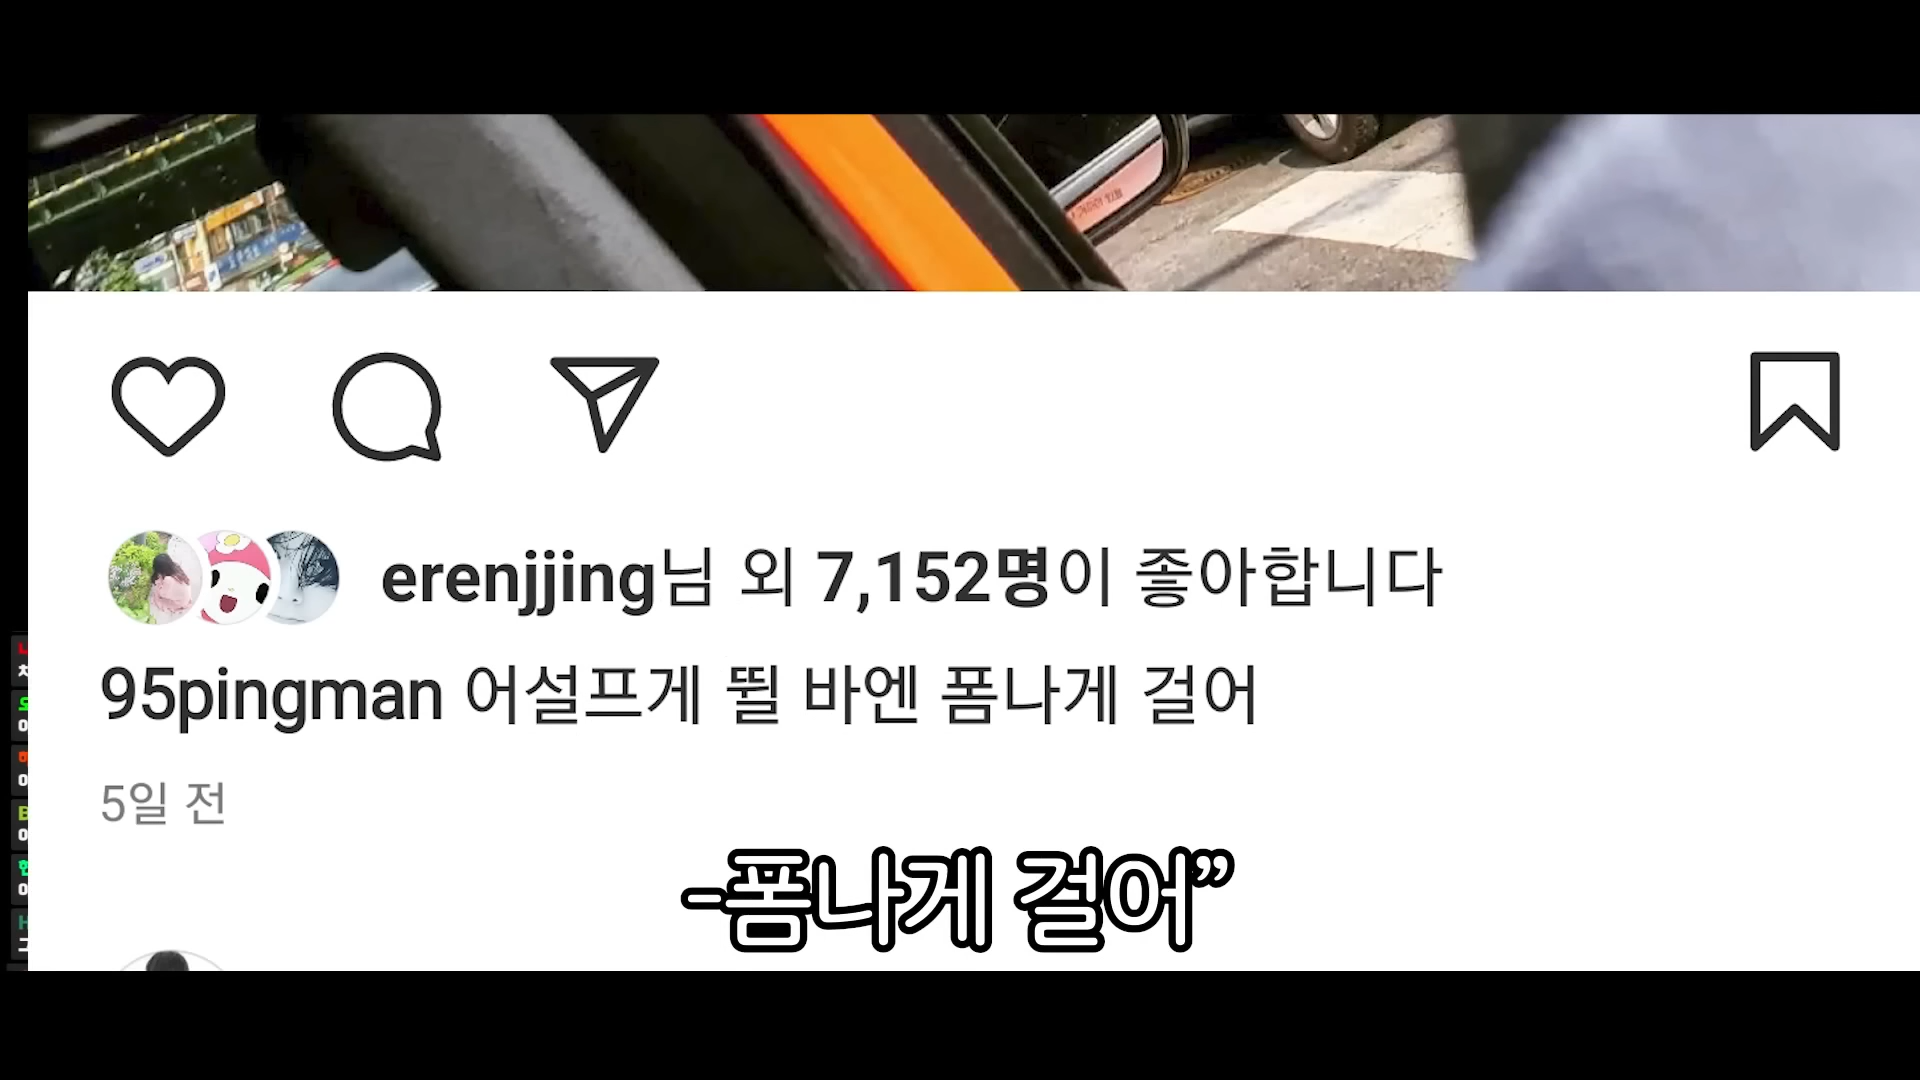 erenjjing님 외 7,152명이 좋아합니다
95pingman 어설프게 뛸 바엔 폼나게 걸어
5일 전
-폼나게 걸어”